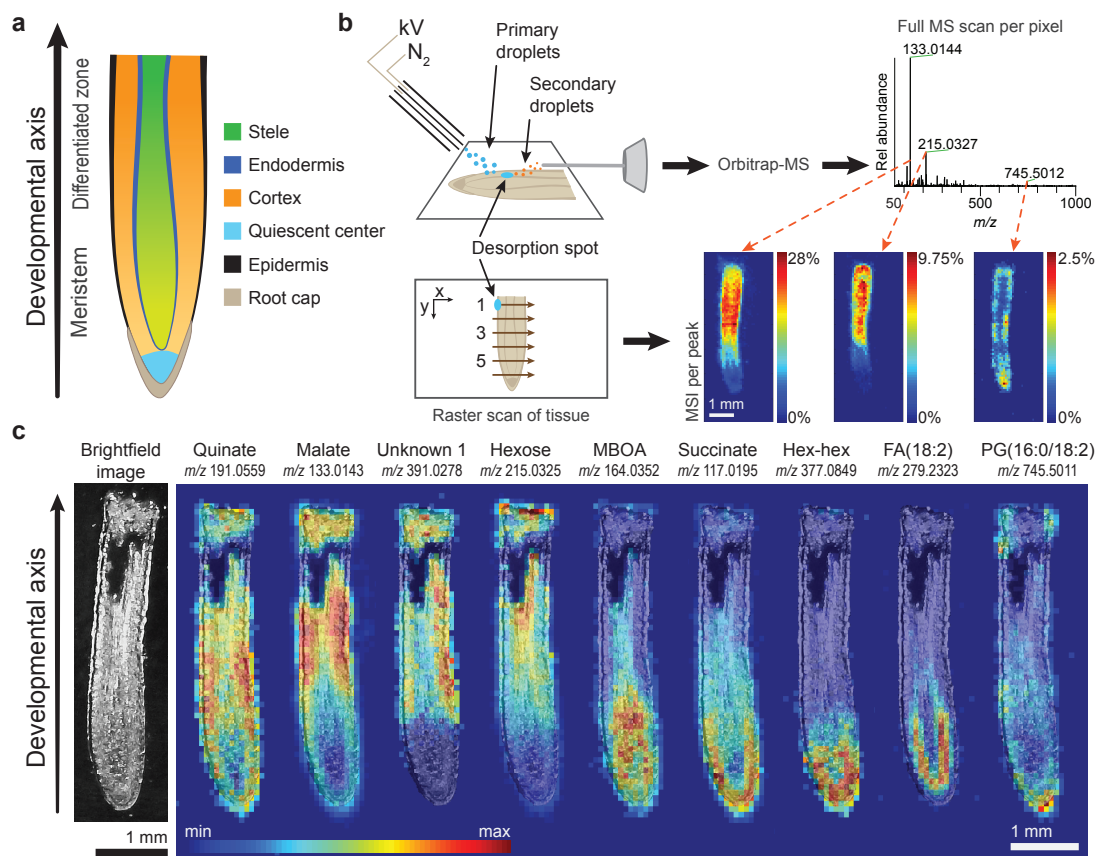 a
Developmental axis
Differentiated zone
Meristem
Stele
Endodermis
Cortex
Quiescent center
Epidermis
Root cap
b
kV
N2
Primary
droplets
Secondary
droplets
Orbitrap-MS
Full MS scan per pixel
Rel abundance
133.0144
215.0327
745.5012
50
500
1000
m/z
Desorption spot
x
y
1
3
5
Raster scan of tissue
MSI per peak
28%
0%
9.75%
0%
2.5%
0%
1 mm
c
Brightfield
image
Quinate
m/z 191.0559
Malate
m/z 133.0143
Unknown 1
m/z 391.0278
Hexose
m/z 215.0325
MBOA
m/z 164.0352
Succinate
m/z 117.0195
Hex-hex
m/z 377.0849
FA(18:2)
m/z 279.2323
PG(16:0/18:2)
m/z 745.5011
Developmental axis
1 mm
min
max
1 mm